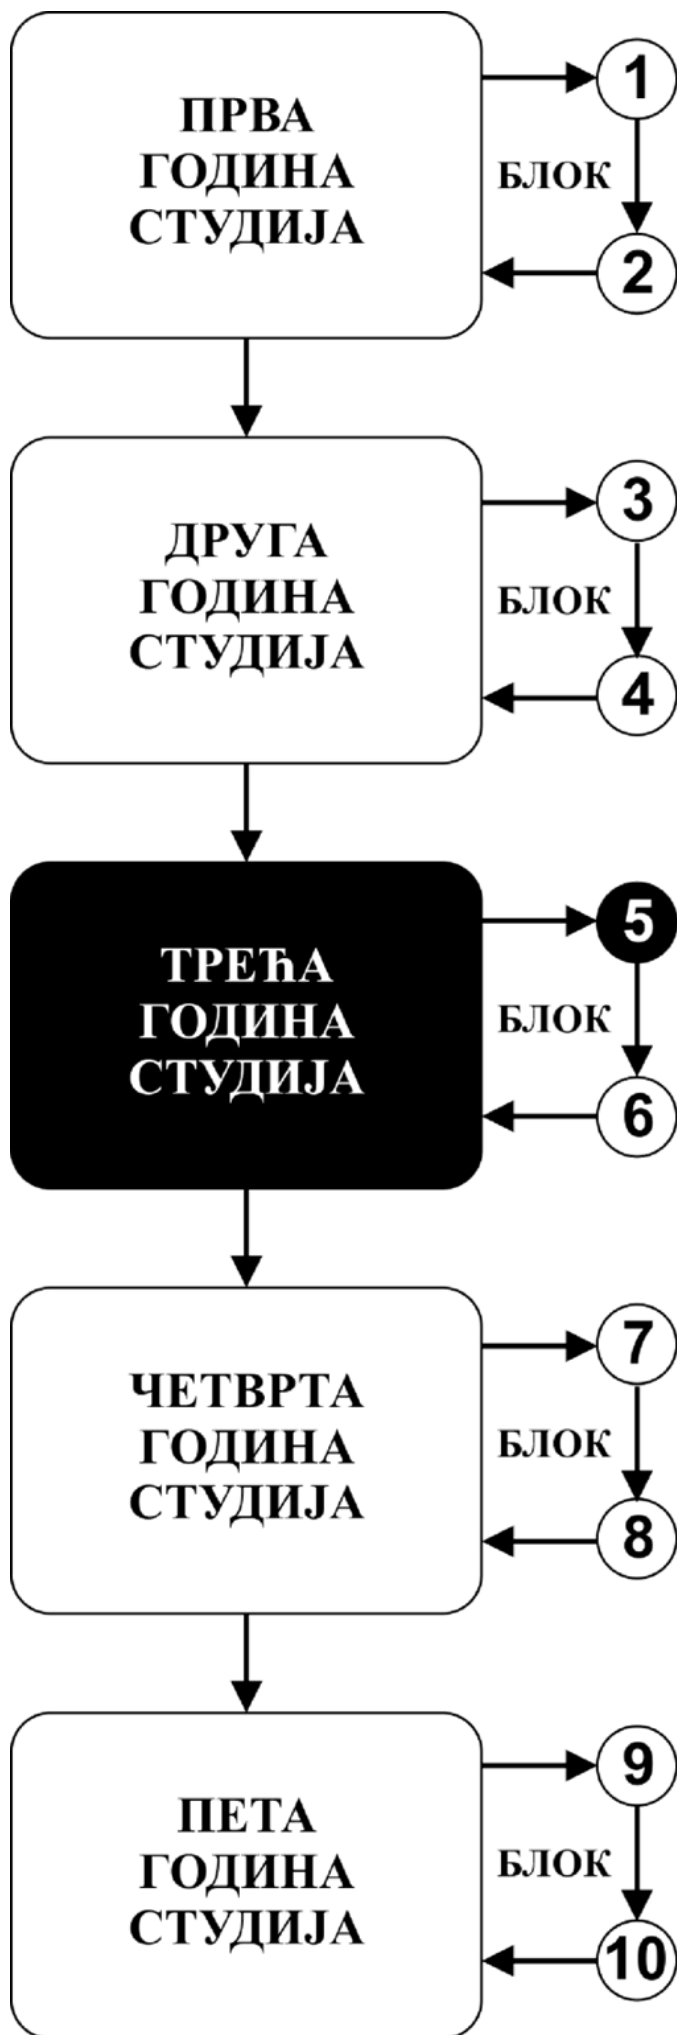 ПРВА
ГОДИНА
СТУДИЈА
1
БЛОК
2
ДРУГА
ГОДИНА
СТУДИЈА
3
БЛОК
4
ТРЕЋА
ГОДИНА
СТУДИЈА
5
БЛОК
6
ЧЕТВРТА
ГОДИНА
СТУДИЈА
7
БЛОК
8
ПЕТА
ГОДИНА
СТУДИЈА
9
БЛОК
10